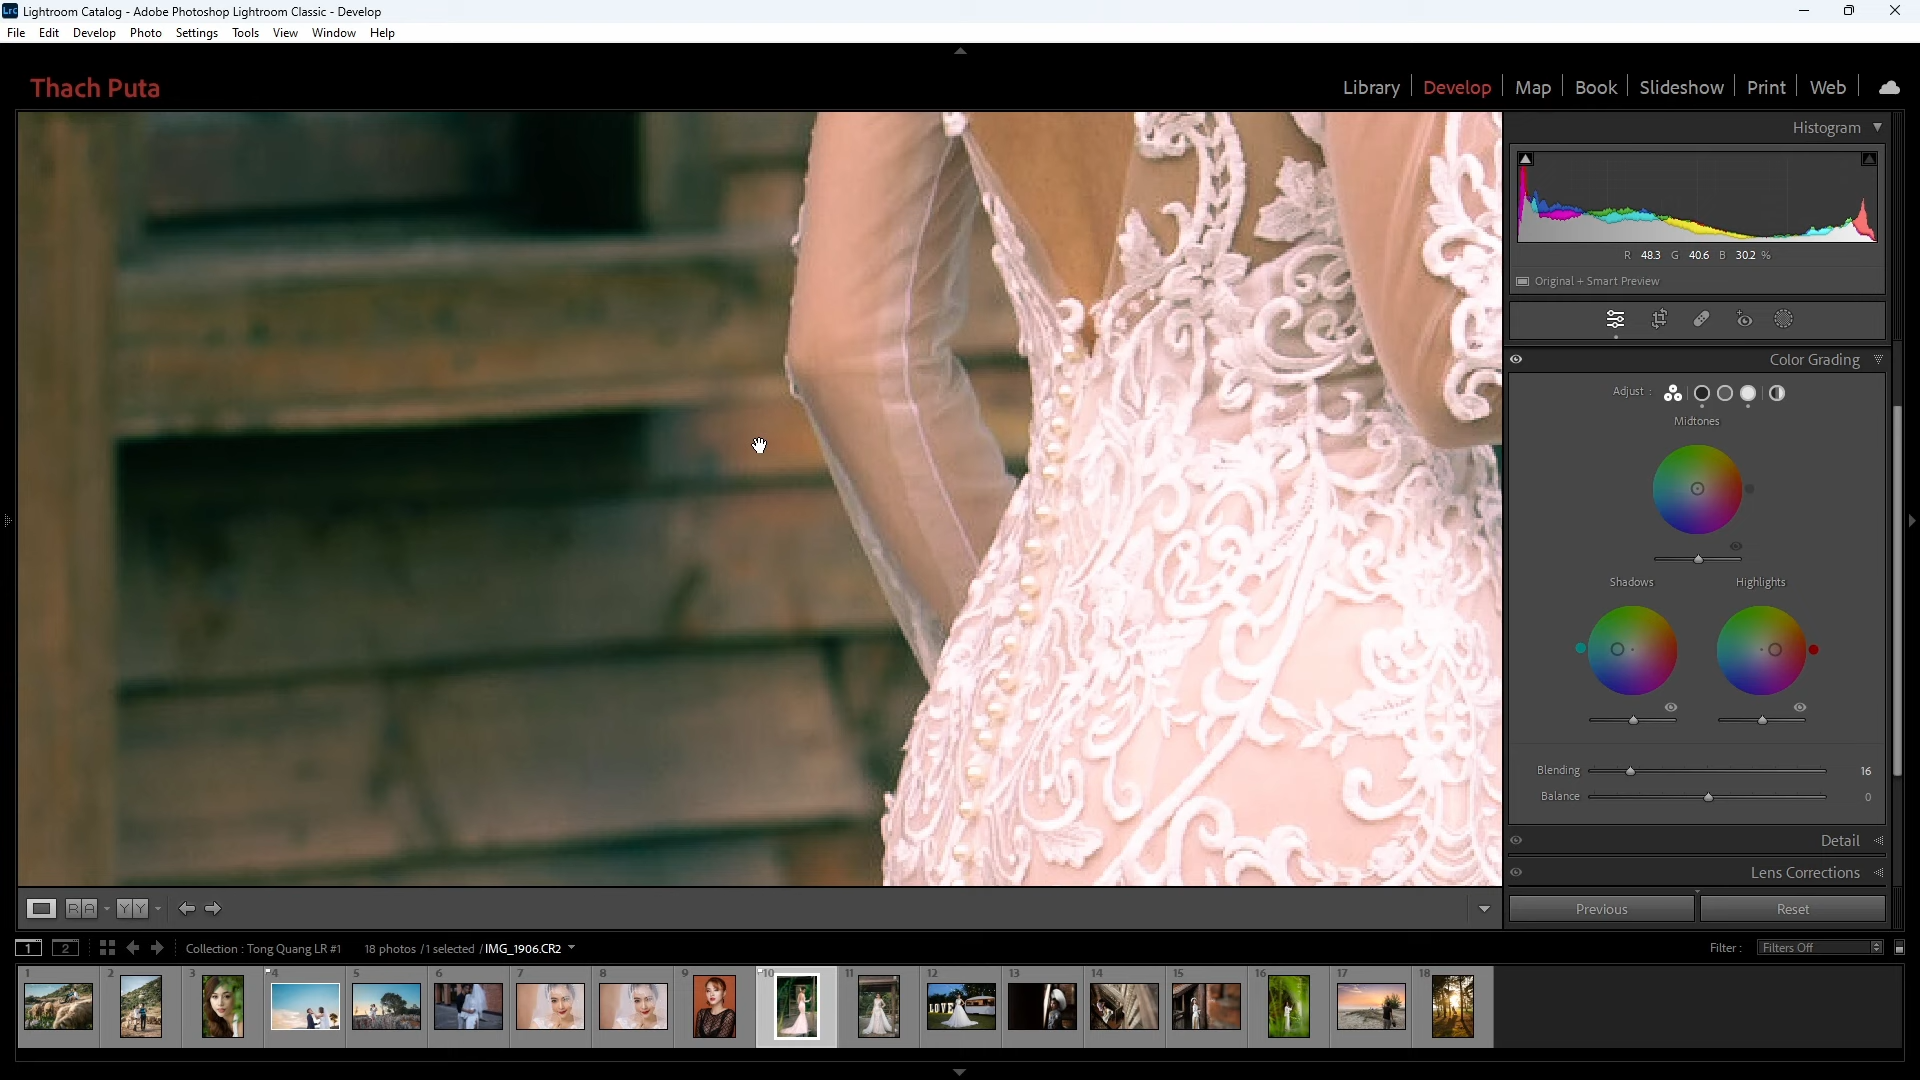 Lightroom Catalog - Adobe Photoshop Lightroom Classic - Develop
File Edit Develop Photo Settings Tools View Window Help
Thach Puta
Library Develop Map Book Slideshow Print Web
Histogram
R 48.3 G 40.6 B 30.2 %
Original + Smart Preview
Color Grading
Adjust :
Midtones
Shadows Highlights
Blending 16
Balance 0
Detail
Lens Corrections
Previous Reset
R A Y Y
1 2 Collection : Tong Quang LR #1 18 photos / 1 selected / IMG_1906.CR2 Filter : Filters Off
1 2 3 4 5 6 7 8 9 10 11 12 13 14 15 16 17 18
LOVE